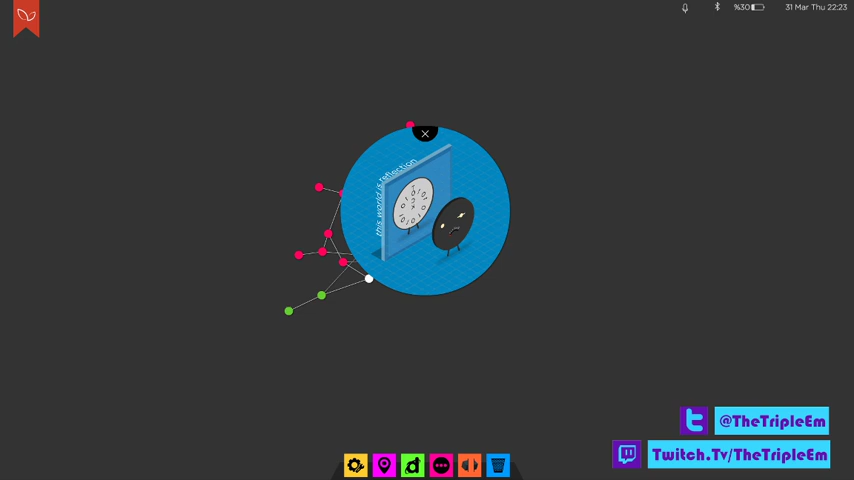 %30
31 Mar Thu 22:23
this world is reflection
@TheTripleEm
Twitch.Tv/TheTripleEm